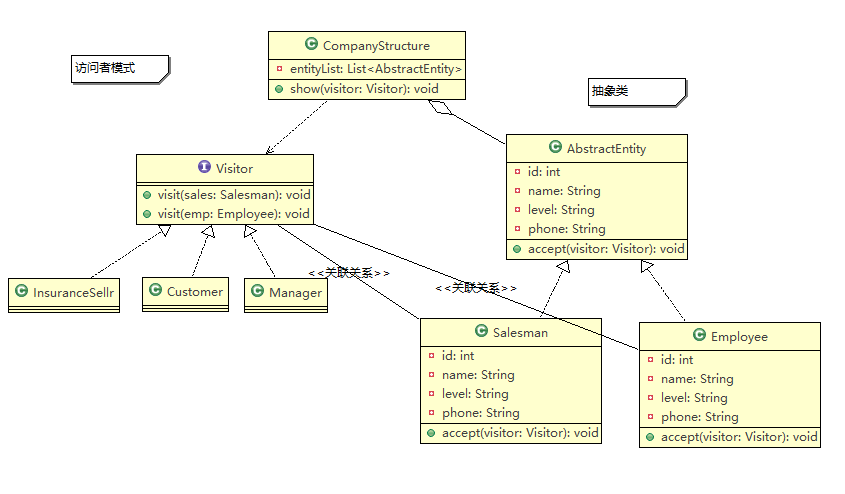 CompanyStructure
entityList: List<AbstractEntity>
show(visitor: Visitor): void
访问者模式
抽象类
AbstractEntity
id: int
name: String
level: String
phone: String
accept(visitor: Visitor): void
Visitor
visit(sales: Salesman): void
visit(emp: Employee): void
<<关联关系>>
<<关联关系>>
InsuranceSellr
Customer
Manager
Salesman
id: int
name: String
level: String
phone: String
accept(visitor: Visitor): void
Employee
id: int
name: String
level: String
phone: String
accept(visitor: Visitor): void